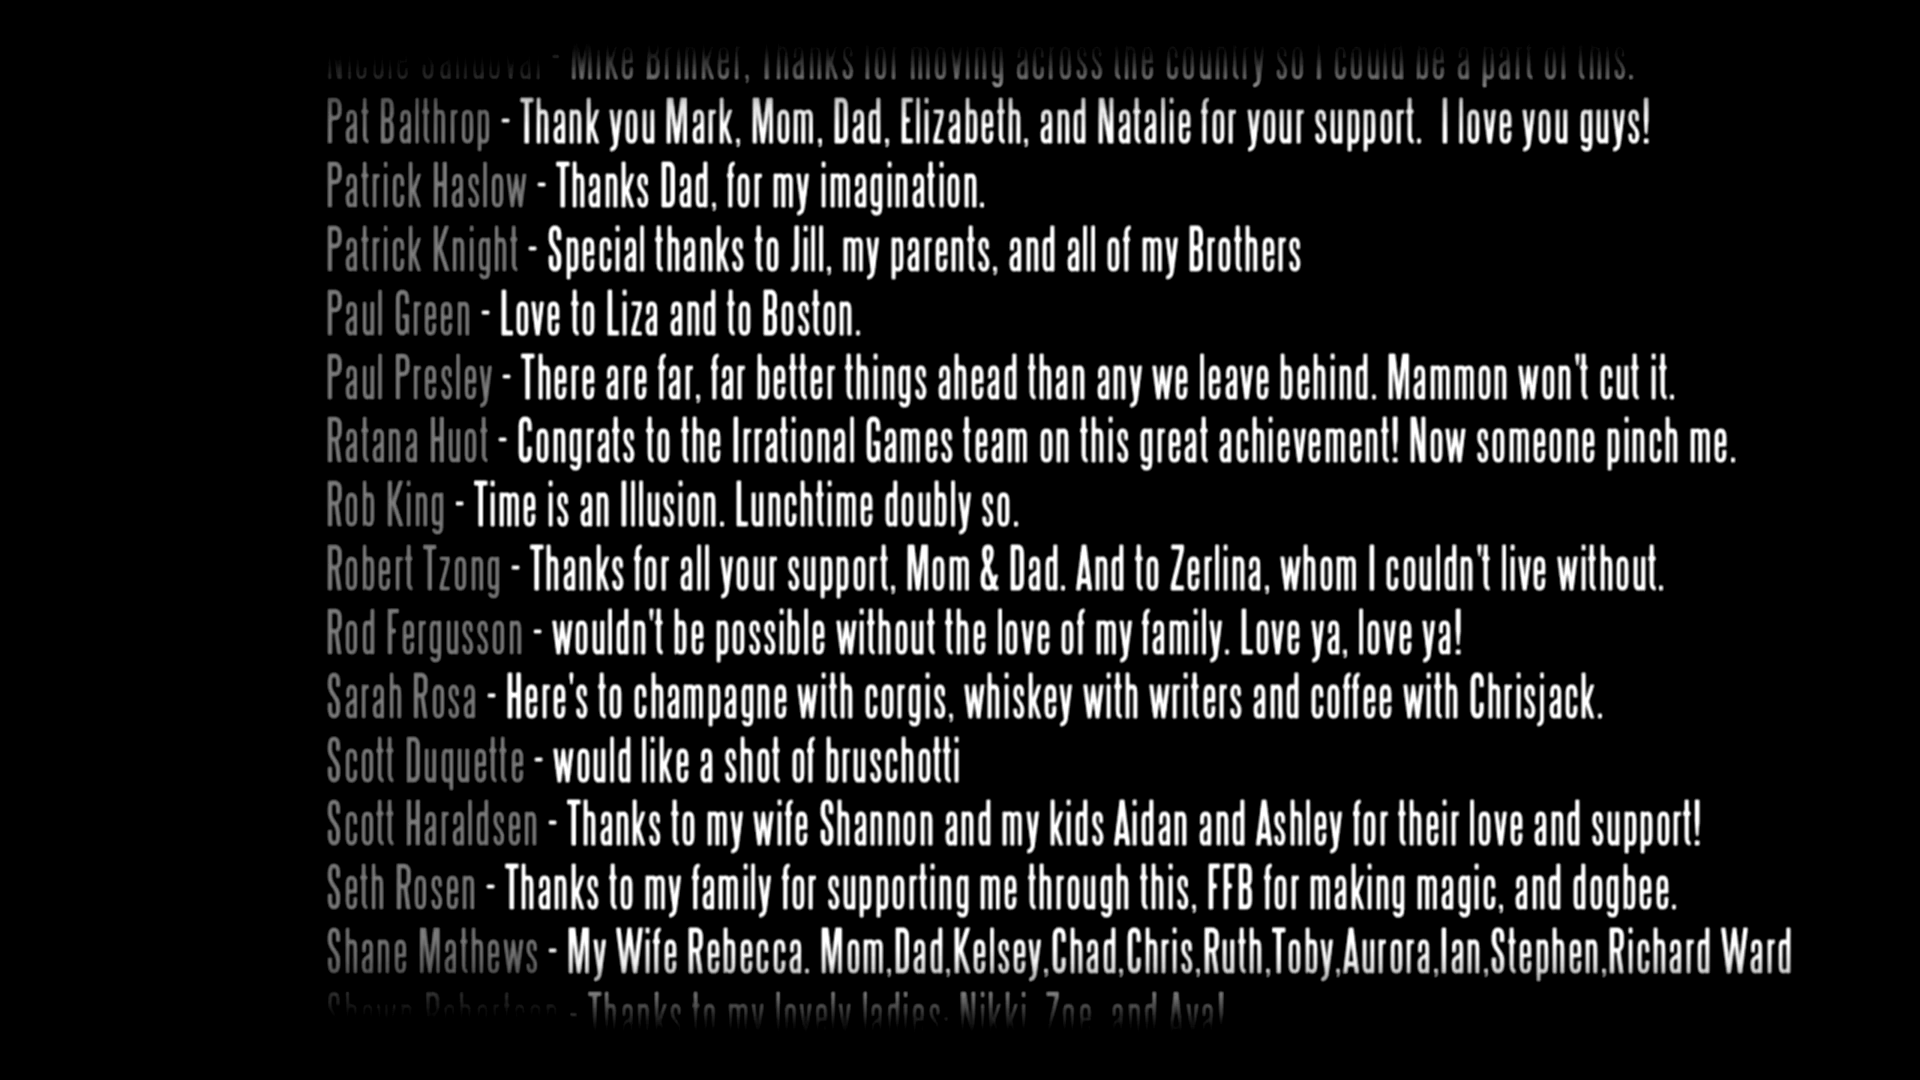 Nicole Sandoval - Mike Brinker, Thanks for moving across the country so I could be a part of this.
Pat Balthrop - Thank you Mark, Mom, Dad, Elizabeth, and Natalie for your support.  I love you guys!
Patrick Haslow - Thanks Dad, for my imagination.
Patrick Knight - Special thanks to Jill, my parents, and all of my Brothers
Paul Green - Love to Liza and to Boston.
Paul Presley - There are far, far better things ahead than any we leave behind. Mammon won't cut it.
Ratana Huot - Congrats to the Irrational Games team on this great achievement! Now someone pinch me.
Rob King - Time is an Illusion. Lunchtime doubly so.
Robert Tzong - Thanks for all your support, Mom & Dad. And to Zerlina, whom I couldn't live without.
Rod Fergusson - wouldn't be possible without the love of my family. Love ya, love ya!
Sarah Rosa - Here's to champagne with corgis, whiskey with writers and coffee with Chrisjack.
Scott Duquette - would like a shot of bruschotti
Scott Haraldsen - Thanks to my wife Shannon and my kids Aidan and Ashley for their love and support!
Seth Rosen - Thanks to my family for supporting me through this, FFB for making magic, and dogbee.
Shane Mathews - My Wife Rebecca. Mom,Dad,Kelsey,Chad,Chris,Ruth,Toby,Aurora,Ian,Stephen,Richard Ward
Shawn Robertson - Thanks to my lovely ladies: Nikki, Zoe, and Ava!